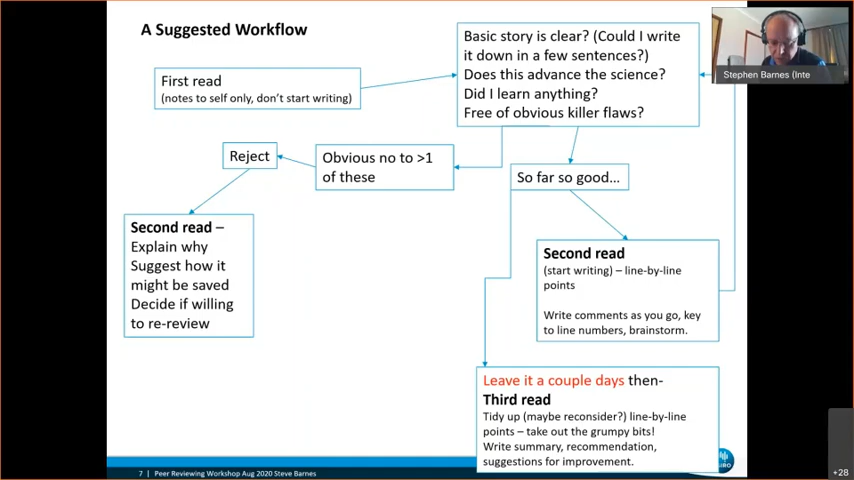 A Suggested Workflow
First read
(notes to self only, don't start writing)
Basic story is clear? (Could I write
it down in a few sentences?)
Does this advance the science?
Did I learn anything?
Free of obvious killer flaws?
Stephen Barnes (Inte
Reject
Obvious no to >1
of these
So far so good…
Second read –
Explain why
Suggest how it
might be saved
Decide if willing
to re-review
Second read
(start writing) – line-by-line
points
Write comments as you go, key
to line numbers, brainstorm.
Leave it a couple days then-
Third read
Tidy up (maybe reconsider?) line-by-line
points – take out the grumpy bits!
Write summary, recommendation,
suggestions for improvement.
7 | Peer Reviewing Workshop Aug 2020 Steve Barnes
+28